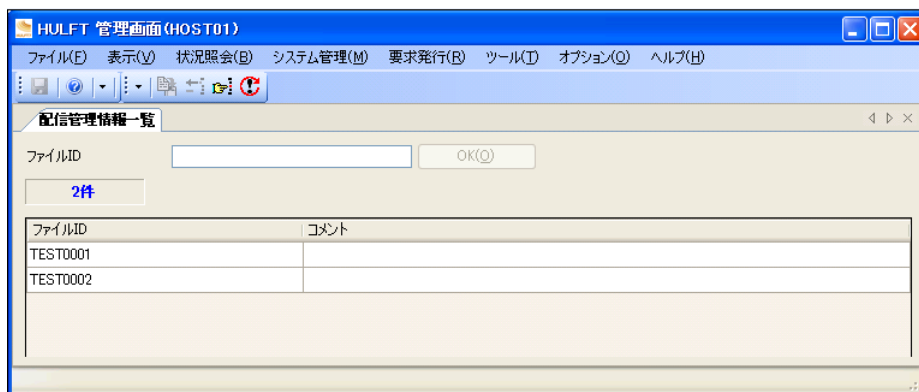 HULFT 管理画面(HOST01)
ファイル(F) 表示(V) 状況照会(B) システム管理(M) 要求発行(R) ツール(T) オプション(O) ヘルプ(H)
配信管理情報一覧
ファイルID OK(O)
2件
ファイルID コメント
TEST0001
TEST0002